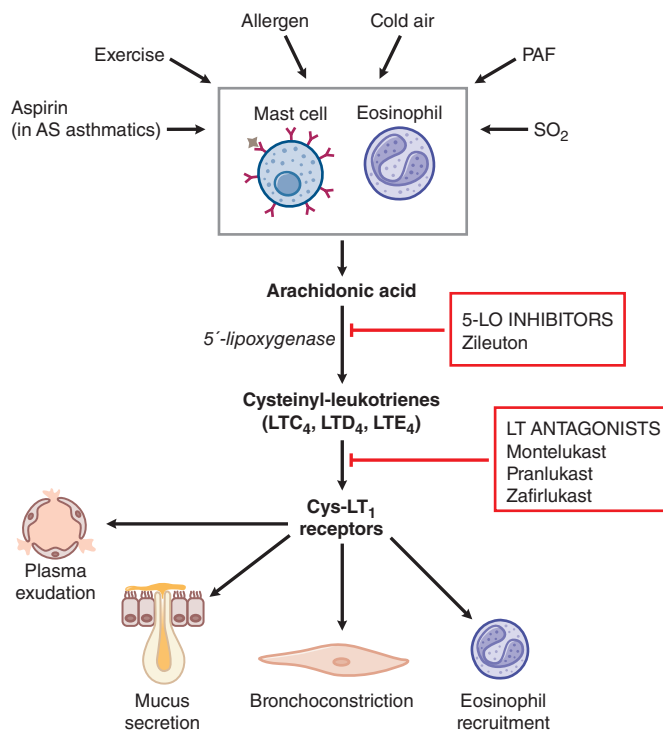 Allergen
Cold air
Exercise
PAF
Aspirin
(in AS asthmatics)
Mast cell
Eosinophil
SO₂
Arachidonic acid
5´-lipoxygenase
5-LO INHIBITORS
Zileuton
Cysteinyl-leukotrienes
(LTC₄, LTD₄, LTE₄)
LT ANTAGONISTS
Montelukast
Pranlukast
Zafirlukast
Cys-LT₁
receptors
Plasma
exudation
Mucus
secretion
Bronchoconstriction
Eosinophil
recruitment